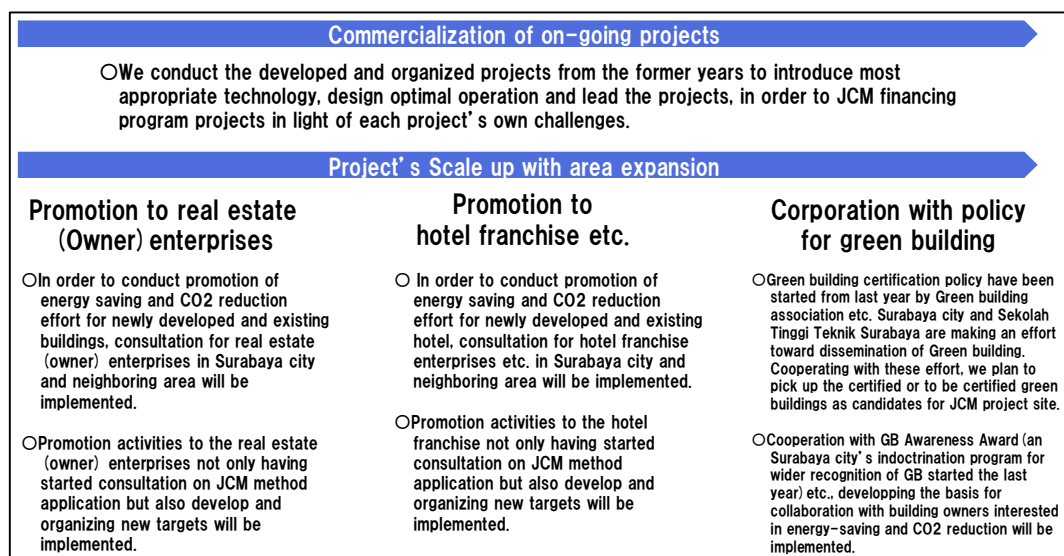 Commercialization of on-going projects
○We conduct the developed and organized projects from the former years to introduce most
appropriate technology, design optimal operation and lead the projects, in order to JCM financing
program projects in light of each project's own challenges.
Project's Scale up with area expansion
Promotion to real estate
(Owner) enterprises
○In order to conduct promotion of
energy saving and CO2 reduction
effort for newly developed and existing
buildings, consultation for real estate
(owner) enterprises in Surabaya city
and neighboring area will be
implemented.
○Promotion activities to the real estate
(owner) enterprises not only having
started consultation on JCM method
application but also develop and
organizing new targets will be
implemented.
Promotion to
hotel franchise etc.
○ In order to conduct promotion of
energy saving and CO2 reduction
effort for newly developed and existing
hotel, consultation for hotel franchise
enterprises etc. in Surabaya city and
neighboring area will be implemented.
○Promotion activities to the hotel
franchise not only having started
consultation on JCM method
application but also develop and
organizing new targets will be
implemented.
Corporation with policy
for green building
○Green building certification policy have been
started from last year by Green building
association etc. Surabaya city and Sekolah
Tinggi Teknik Surabaya are making an effort
toward dissemination of Green building.
Cooperating with these effort, we plan to
pick up the certified or to be certified green
buildings as candidates for JCM project site.
○Cooperation with GB Awareness Award (an
Surabaya city's indoctrination program for
wider recognition of GB started the last
year) etc., developping the basis for
collaboration with building owners interested
in energy-saving and CO2 reduction will be
implemented.